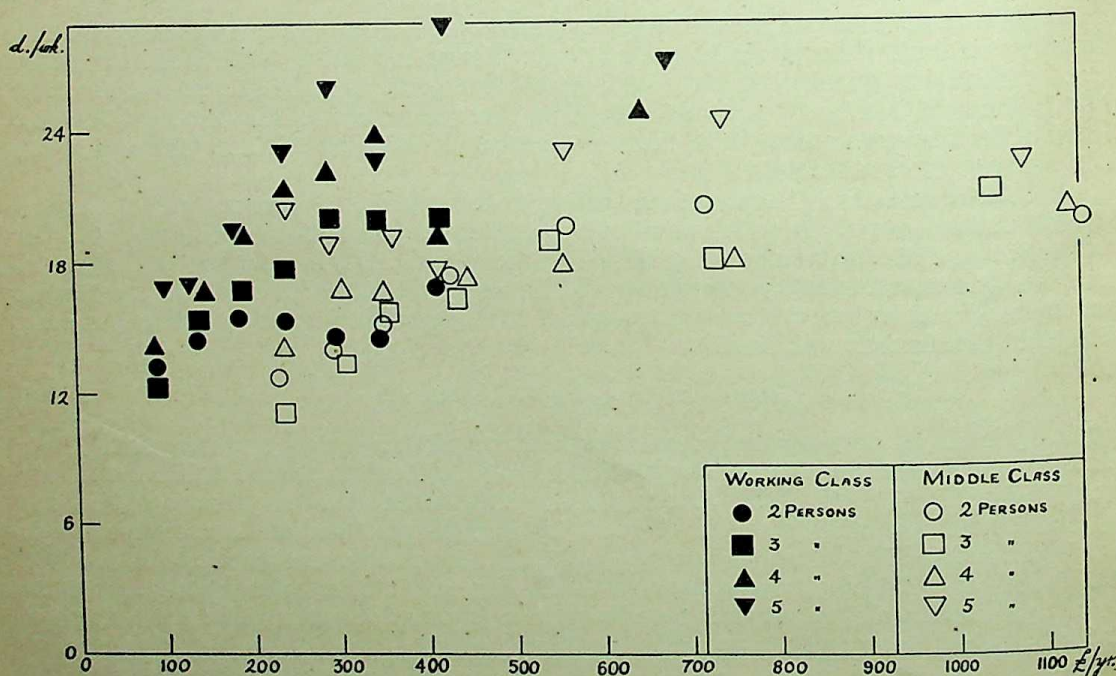 d./wk.
24
18
12
6
0
0 100 200 300 400 500 600 700 800 900 1000 1100 £/yr.
WORKING CLASS
2 PERSONS
3 "
4 "
5 "
MIDDLE CLASS
2 PERSONS
3 "
4 "
5 "